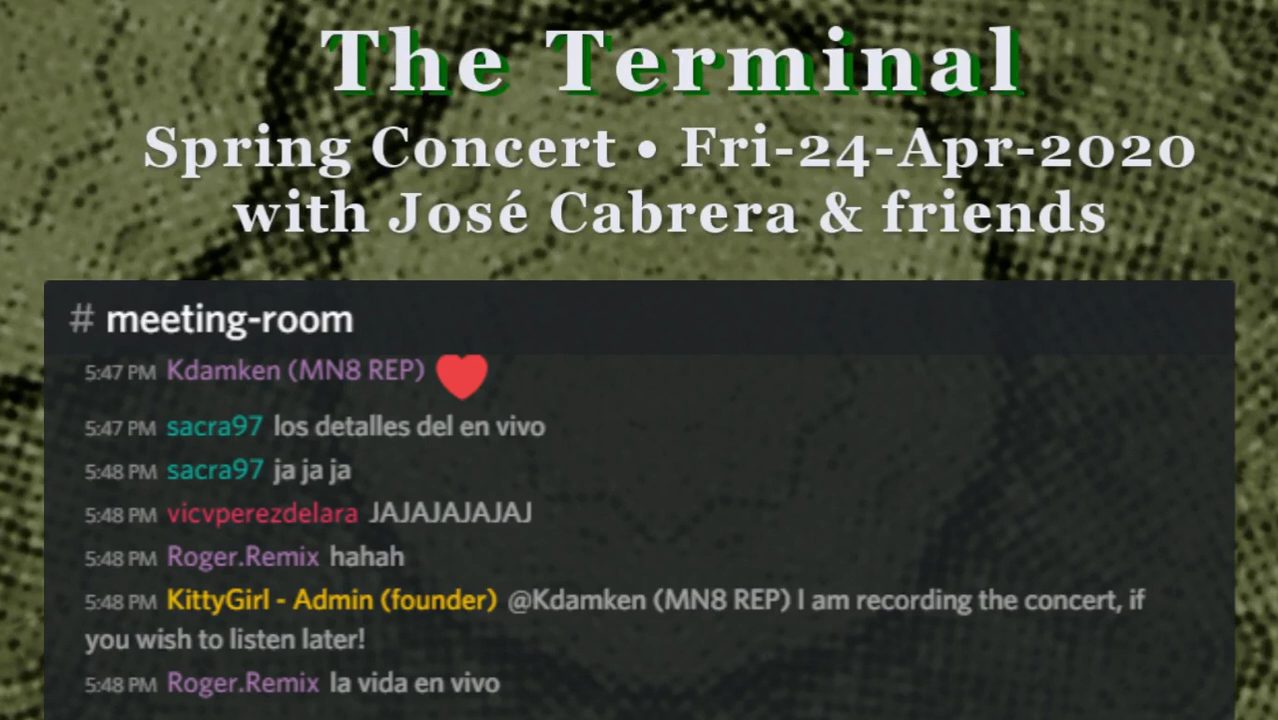 The Terminal
Spring Concert • Fri-24-Apr-2020
with José Cabrera & friends
# meeting-room
5:47 PM Kdamken (MN8 REP) ❤️
5:47 PM sacra97 los detalles del en vivo
5:48 PM sacra97 ja ja ja
5:48 PM vicvperezdelara JAJAJAJAJAJ
5:48 PM Roger.Remix hahah
5:48 PM KittyGirl - Admin (founder) @Kdamken (MN8 REP) I am recording the concert, if
you wish to listen later!
5:48 PM Roger.Remix la vida en vivo